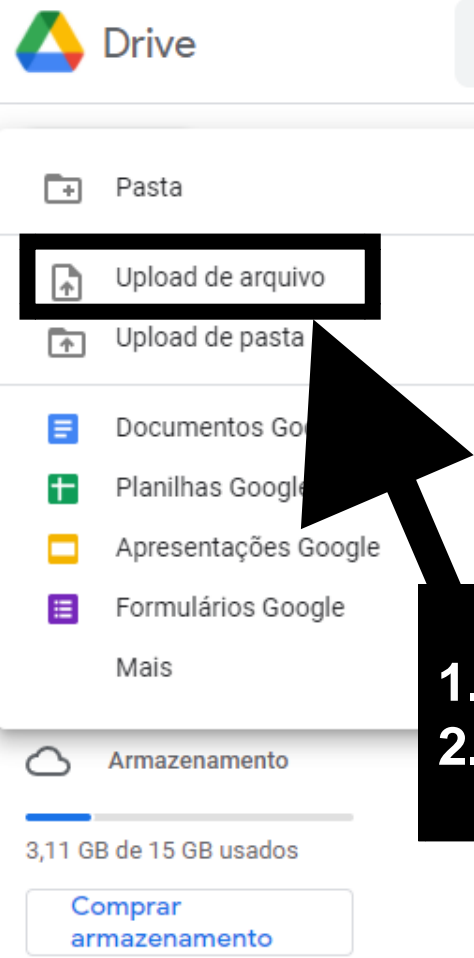 Drive
Pasta
Upload de arquivo
Upload de pasta
Documentos
Planilhas Google
Apresentações Google
Formulários Google
Mais
1.
2.
Armazenamento
3,11 GB de 15 GB usados
Comprar
armazenamento